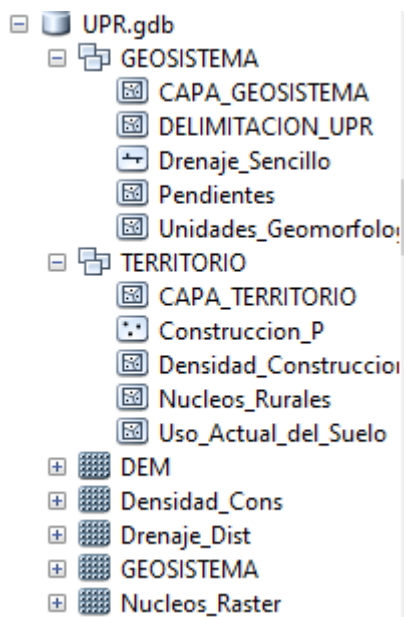 UPR.gdb
GEOSISTEMA
CAPA_GEOSISTEMA
DELIMITACION_UPR
Drenaje_Sencillo
Pendientes
Unidades_Geomorfolog
TERRITORIO
CAPA_TERRITORIO
Construccion_P
Densidad_Construccion
Nucleos_Rurales
Uso_Actual_del_Suelo
DEM
Densidad_Cons
Drenaje_Dist
GEOSISTEMA
Nucleos_Raster